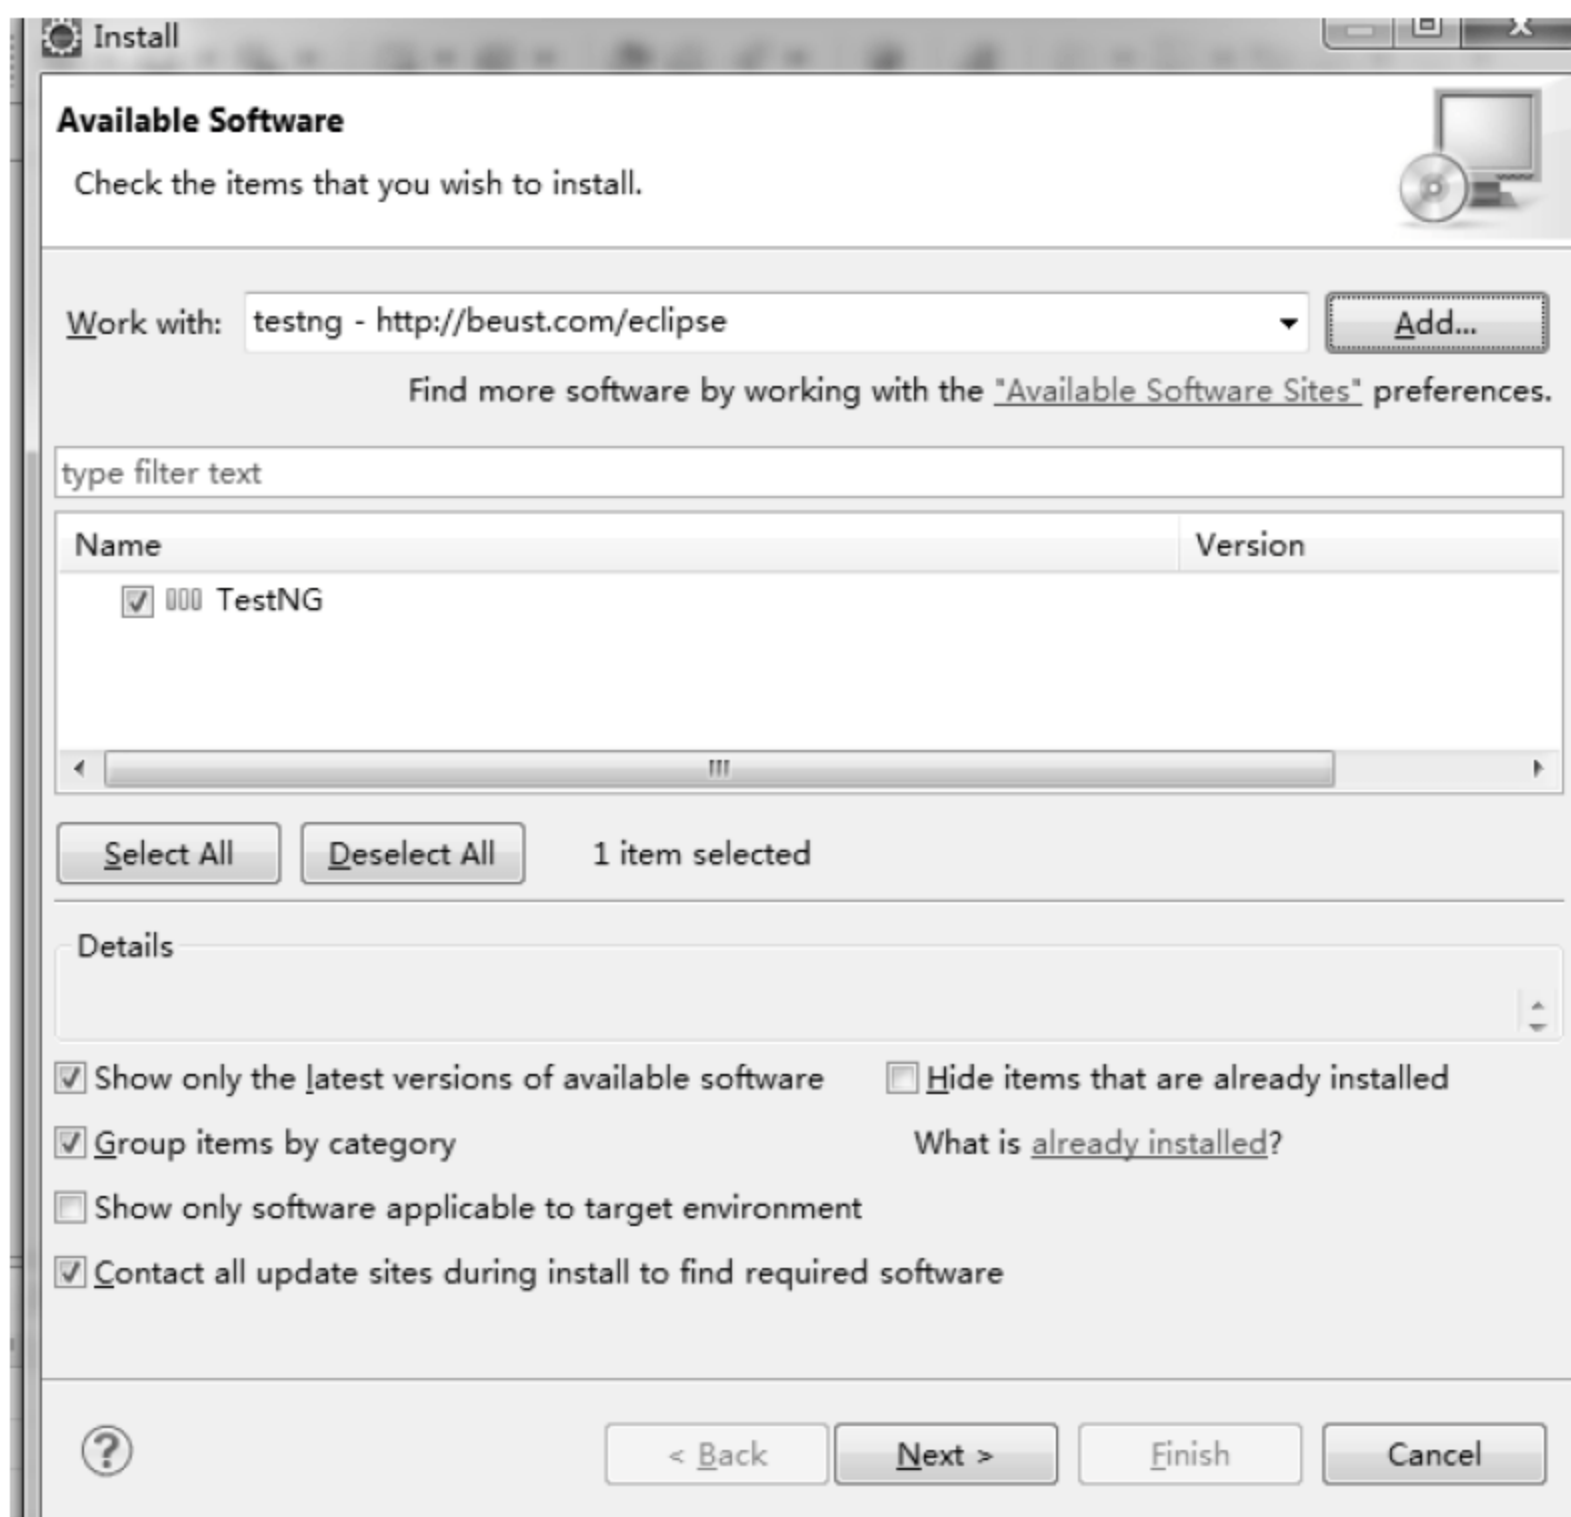 Install
Available Software
Check the items that you wish to install.
Work with: testng - http://beust.com/eclipse Add...
Find more software by working with the "Available Software Sites" preferences.
type filter text
Name Version
TestNG
Select All Deselect All 1 item selected
Details
Show only the latest versions of available software Hide items that are already installed
Group items by category What is already installed?
Show only software applicable to target environment
Contact all update sites during install to find required software
? < Back Next > Finish Cancel